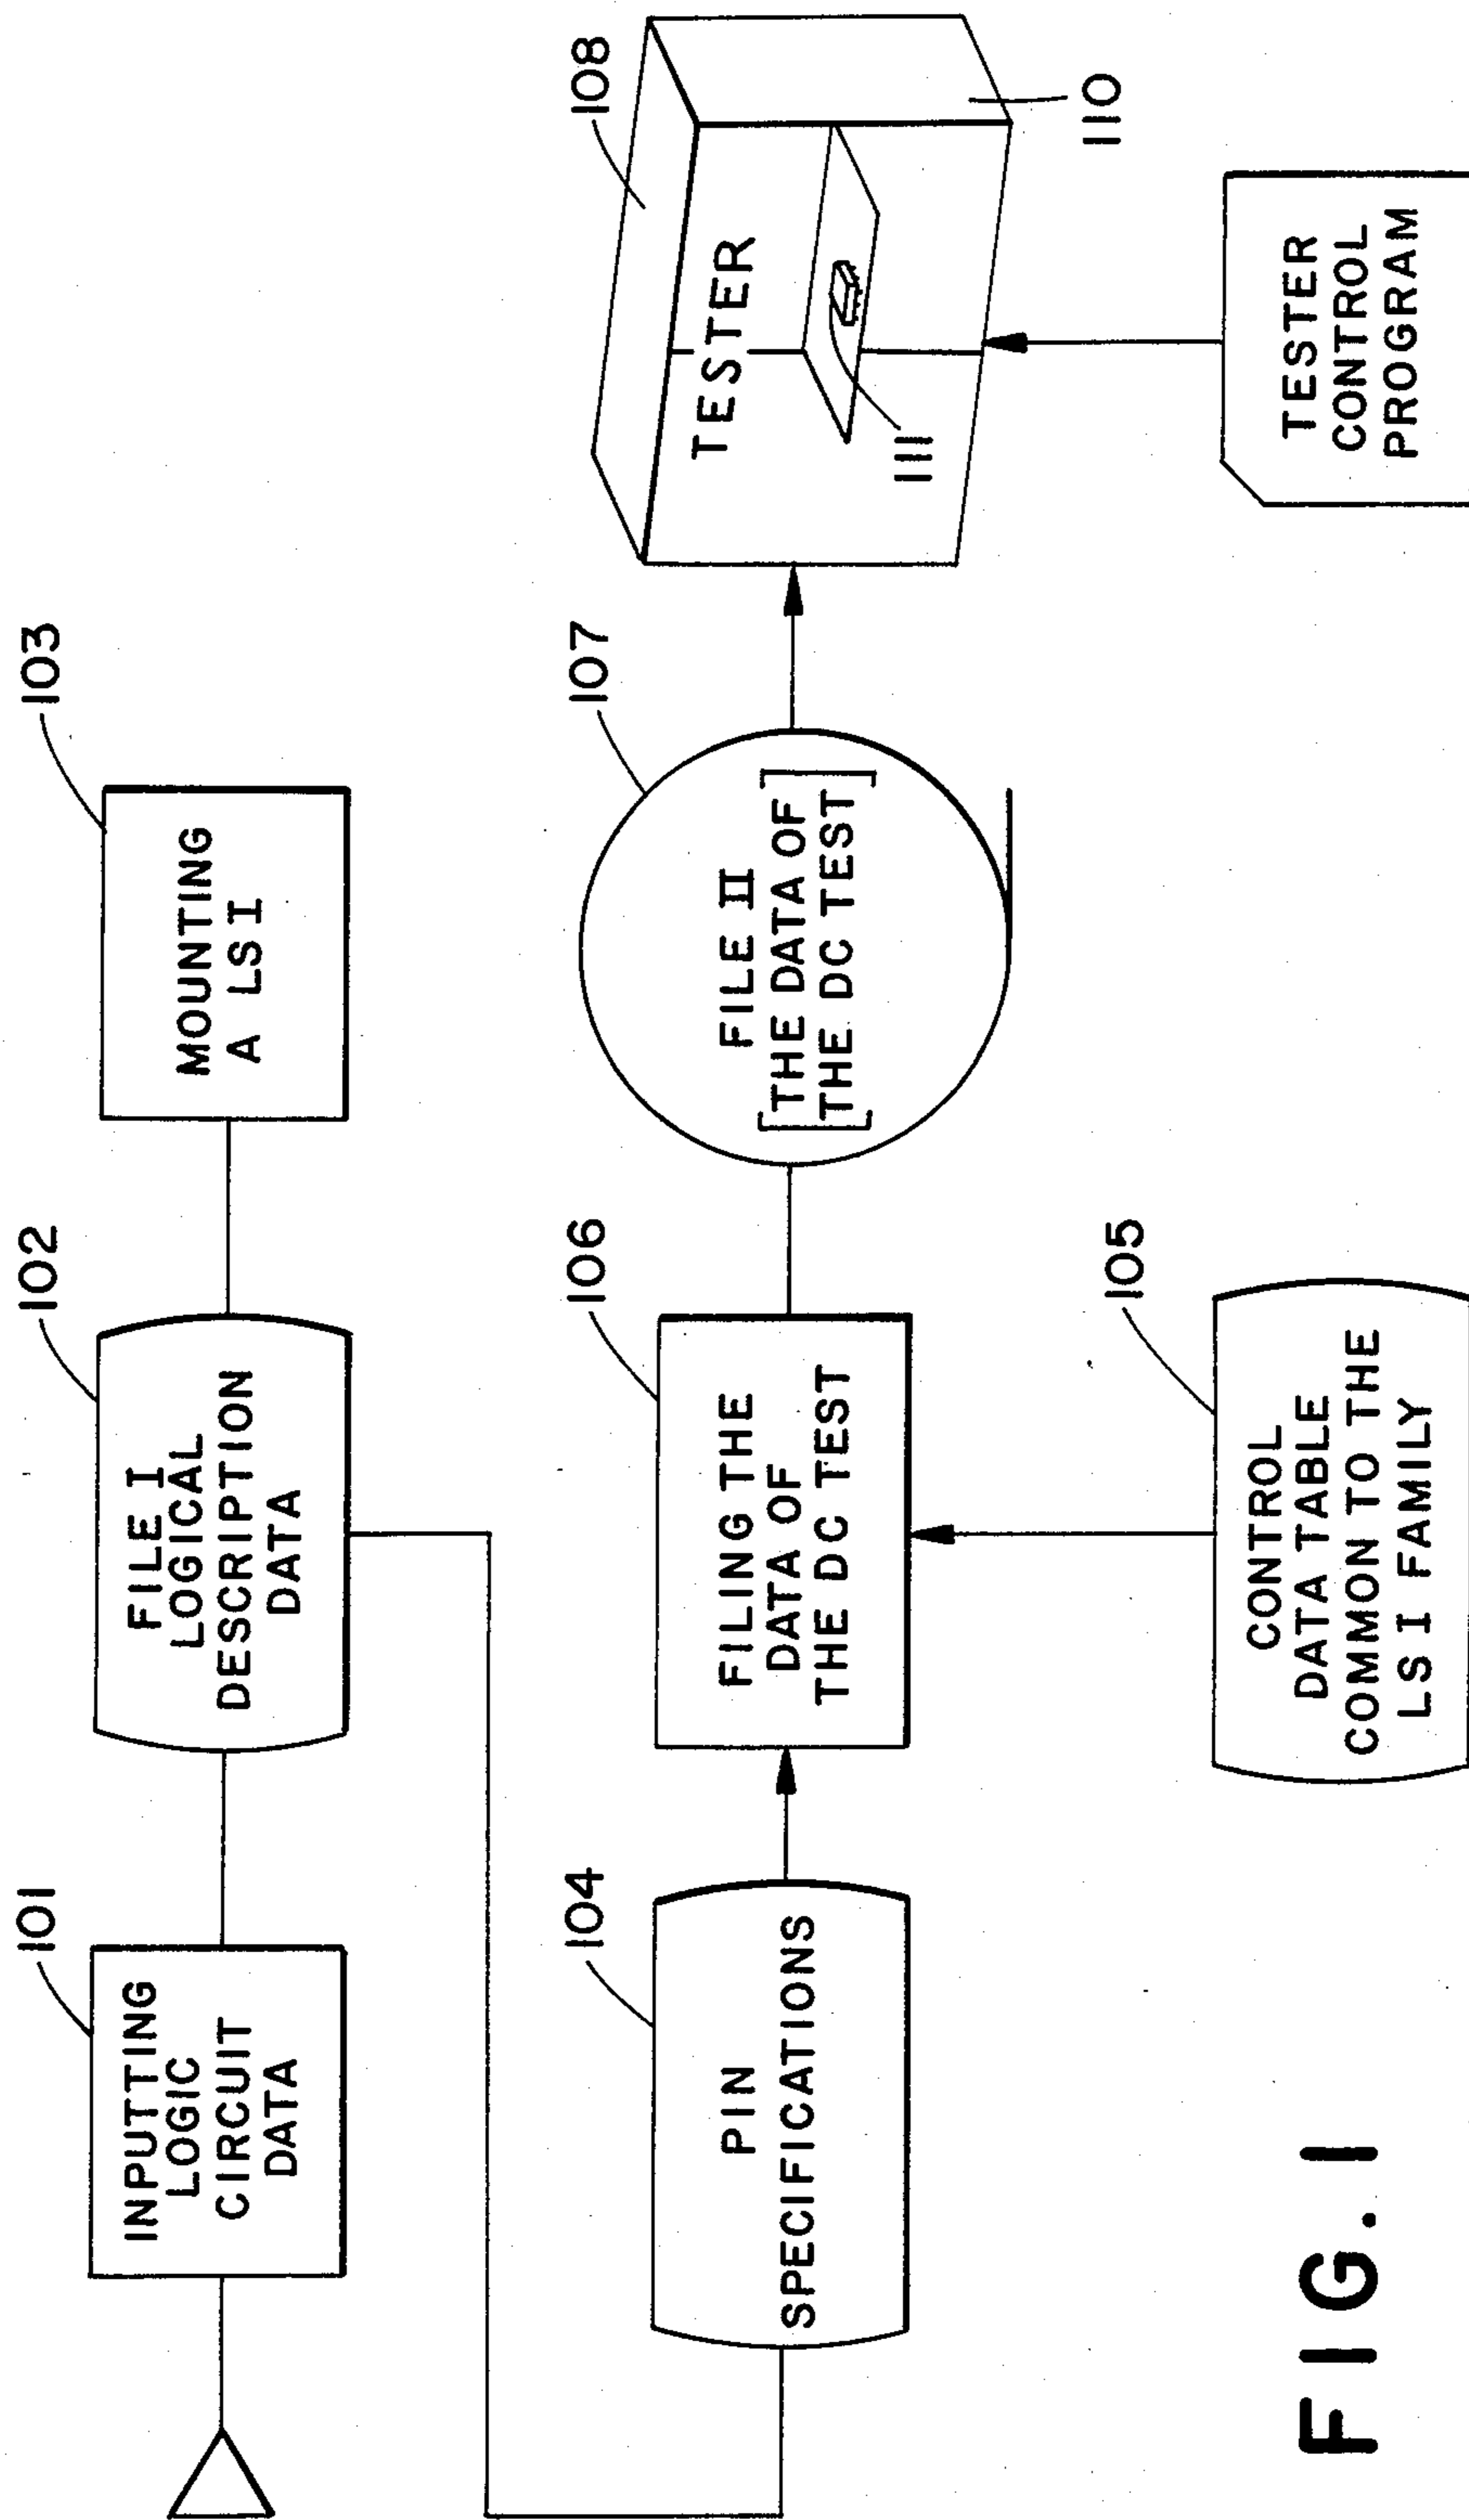 101
INPUTTING
LOGIC
CIRCUIT
DATA
102
FILE I
LOGICAL
DESCRIPTION
DATA
103
MOUNTING
A LSI
104
PIN
SPECIFICATIONS
106
FILING THE
DATA OF
THE DC TEST
107
FILE II
[THE DATA OF
THE DC TEST]
108
TESTER
111
110
105
CONTROL
DATA TABLE
COMMON TO THE
LSI FAMILY
TESTER
CONTROL
PROGRAM
FIG. 1